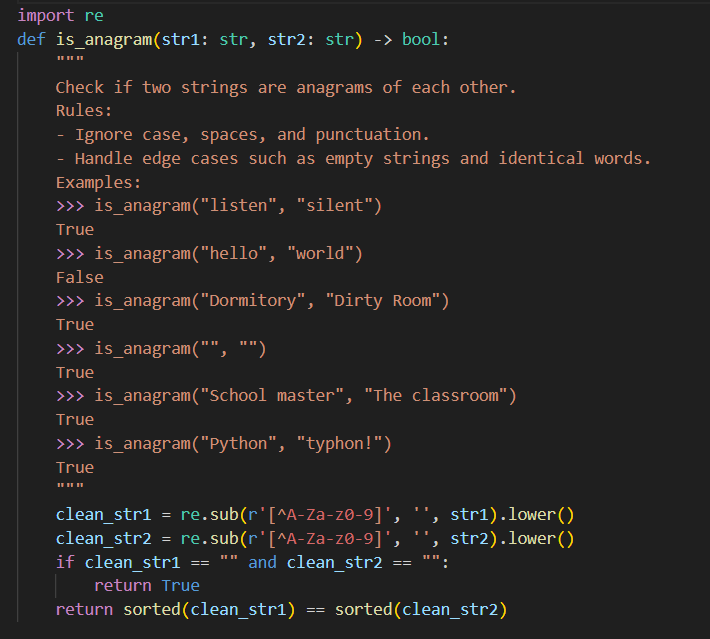 import re
def is_anagram(str1: str, str2: str) -> bool:
    """
    Check if two strings are anagrams of each other.
    Rules:
    - Ignore case, spaces, and punctuation.
    - Handle edge cases such as empty strings and identical words.
    Examples:
    >>> is_anagram("listen", "silent")
    True
    >>> is_anagram("hello", "world")
    False
    >>> is_anagram("Dormitory", "Dirty Room")
    True
    >>> is_anagram("", "")
    True
    >>> is_anagram("School master", "The classroom")
    True
    >>> is_anagram("Python", "typhon!")
    True
    """
    clean_str1 = re.sub(r'[^A-Za-z0-9]', '', str1).lower()
    clean_str2 = re.sub(r'[^A-Za-z0-9]', '', str2).lower()
    if clean_str1 == "" and clean_str2 == "":
        return True
    return sorted(clean_str1) == sorted(clean_str2)